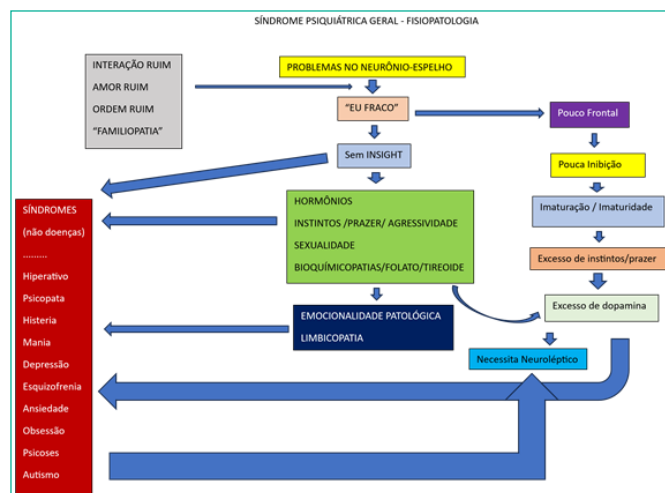 SÍNDROME PSIQUIÁTRICA GERAL - FISIOPATOLOGIA
INTERAÇÃO RUIM
AMOR RUIM
ORDEM RUIM
“FAMILIOPATIA”
PROBLEMAS NO NEURÔNIO-ESPELHO
“EU FRACO”
Pouco Frontal
Sem INSIGHT
Pouca Inibição
HORMÔNIOS
INSTINTOS /PRAZER/ AGRESSIVIDADE
SEXUALIDADE
BIOQUÍMICOPATIAS/FOLATO/TIREOIDE
Imaturação / Imaturidade
Excesso de instintos/prazer
EMOCIONALIDADE PATOLÓGICA
LIMBICOPATIA
Excesso de dopamina
Necessita Neuroléptico
SÍNDROMES
(não doenças)
.........
Hiperativo
Psicopata
Histeria
Mania
Depressão
Esquizofrenia
Ansiedade
Obsessão
Psicoses
Autismo